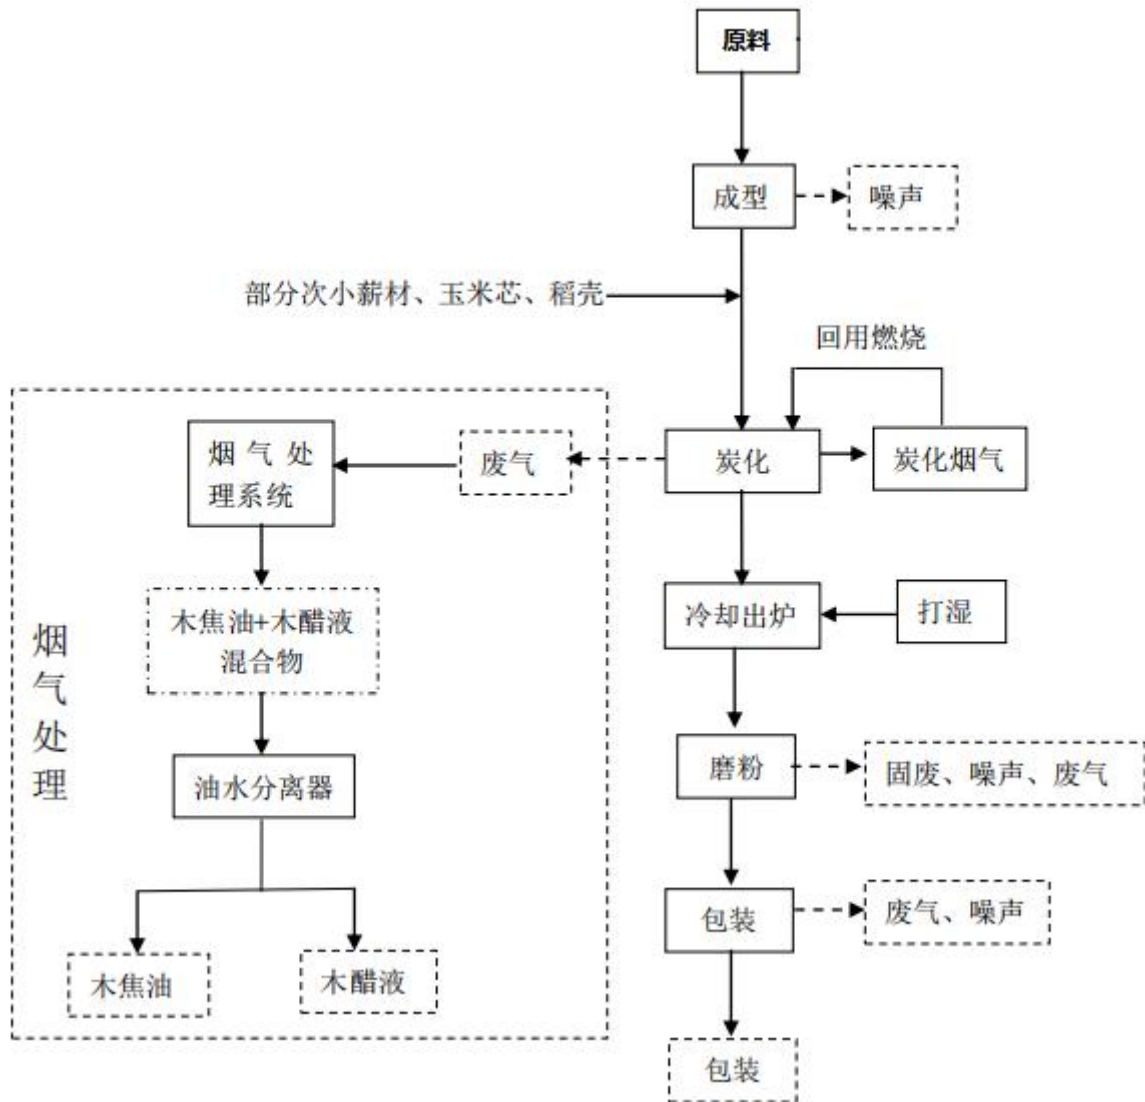 原料
成型
噪声
部分次小薪材、玉米芯、稻壳
回用燃烧
烟气处
理系统
废气
炭化
炭化烟气
木焦油+木醋液
混合物
冷却出炉
打湿
烟气处理
油水分离器
磨粉
固废、噪声、废气
包装
废气、噪声
木焦油
木醋液
包装